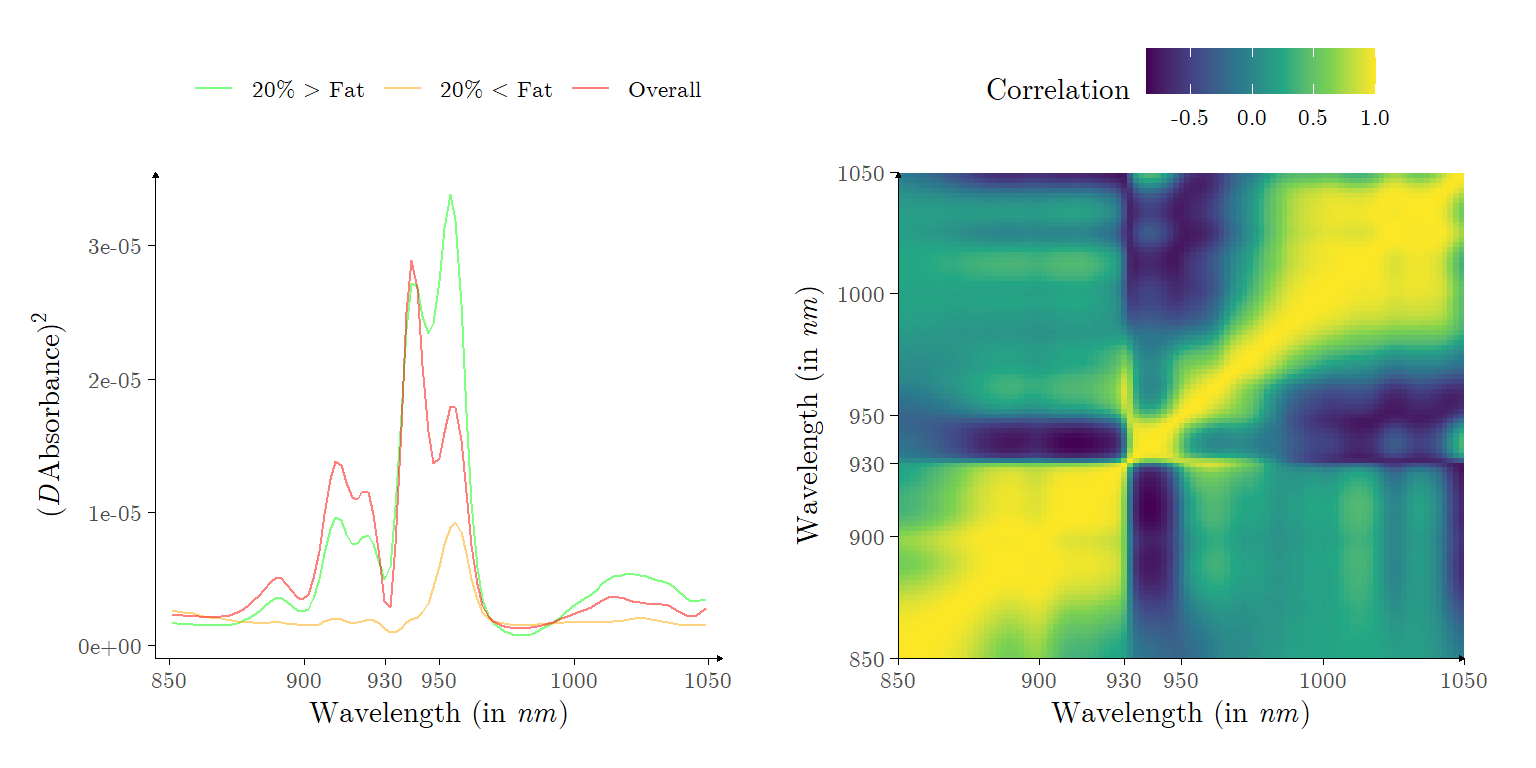 20% > Fat 20% < Fat Overall
(D Absorbance)²
3e-05
2e-05
1e-05
0e+00
850 900 930 950 1000 1050
Wavelength (in nm)
Correlation
-0.5 0.0 0.5 1.0
Wavelength (in nm)
1050
1000
950
930
900
850
850 900 930 950 1000 1050
Wavelength (in nm)